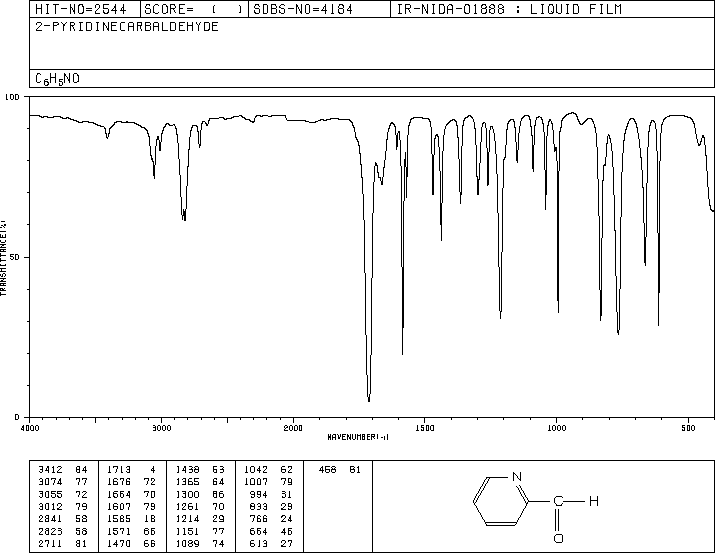 HIT-NO=2544 SCORE= ( ) SDBS-NO=4184 IR-NIDA-01888 : LIQUID FILM
2-PYRIDINECARBALDEHYDE
C6H5NO
100
50
0
TRANSMITTANCE(%)
4000 3000 2000 1500 1000 500
WAVENUMBER(-1)
3412 84 1713 4 1438 53 1042 62 458 81
3074 77 1676 72 1365 64 1007 79
3055 72 1664 70 1300 66 994 31
3012 79 1607 79 1261 70 833 29
2841 58 1585 18 1214 29 766 24
2823 58 1571 66 1151 77 664 46
2711 81 1470 66 1089 74 613 27
N
C H
O